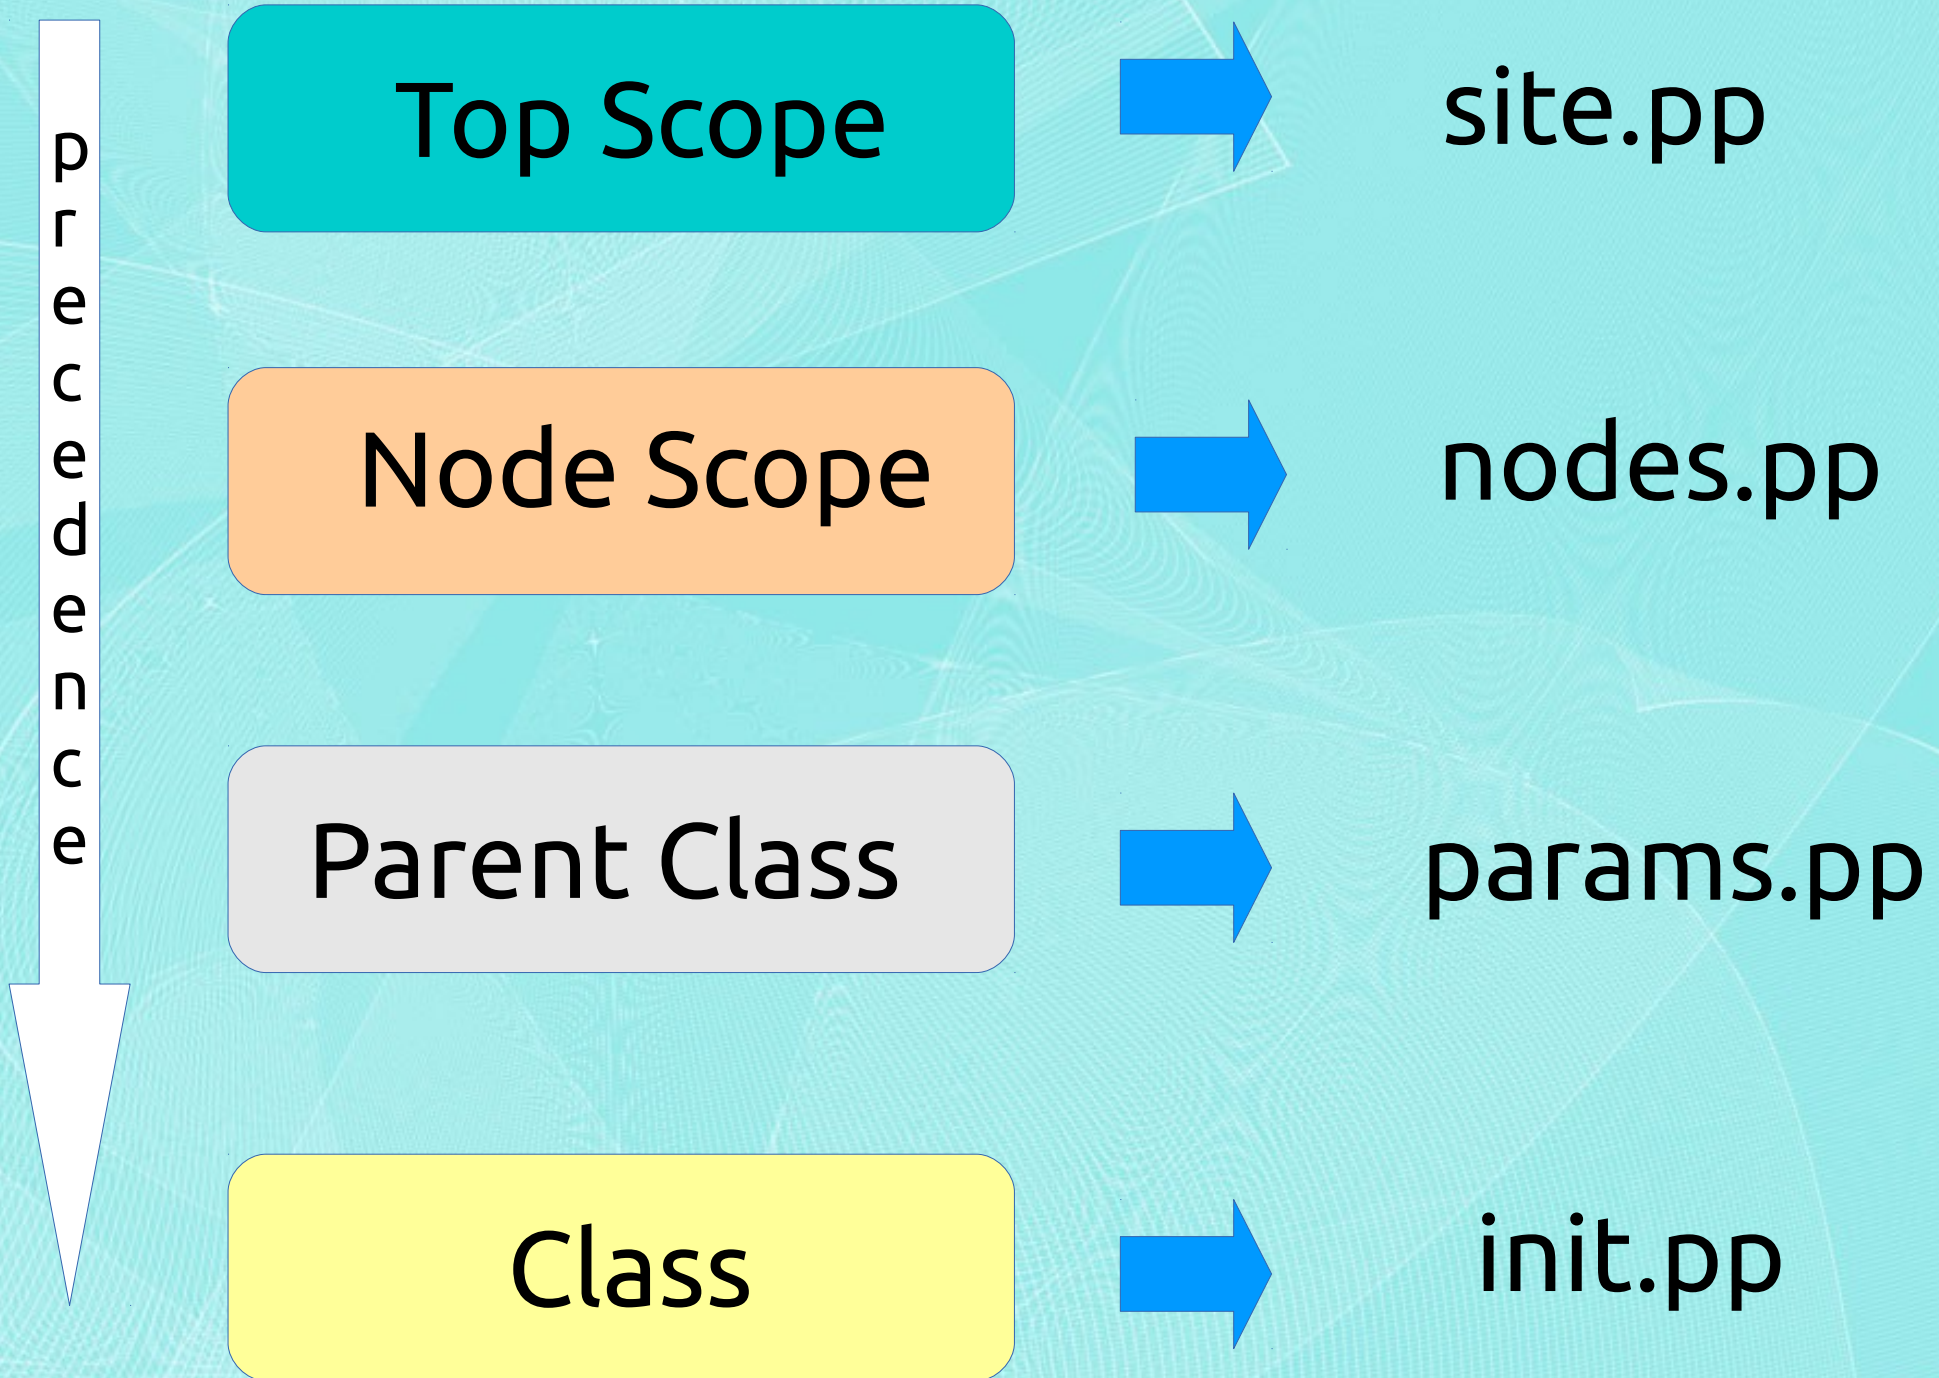 precedence
Top Scope
site.pp
Node Scope
nodes.pp
Parent Class
params.pp
Class
init.pp